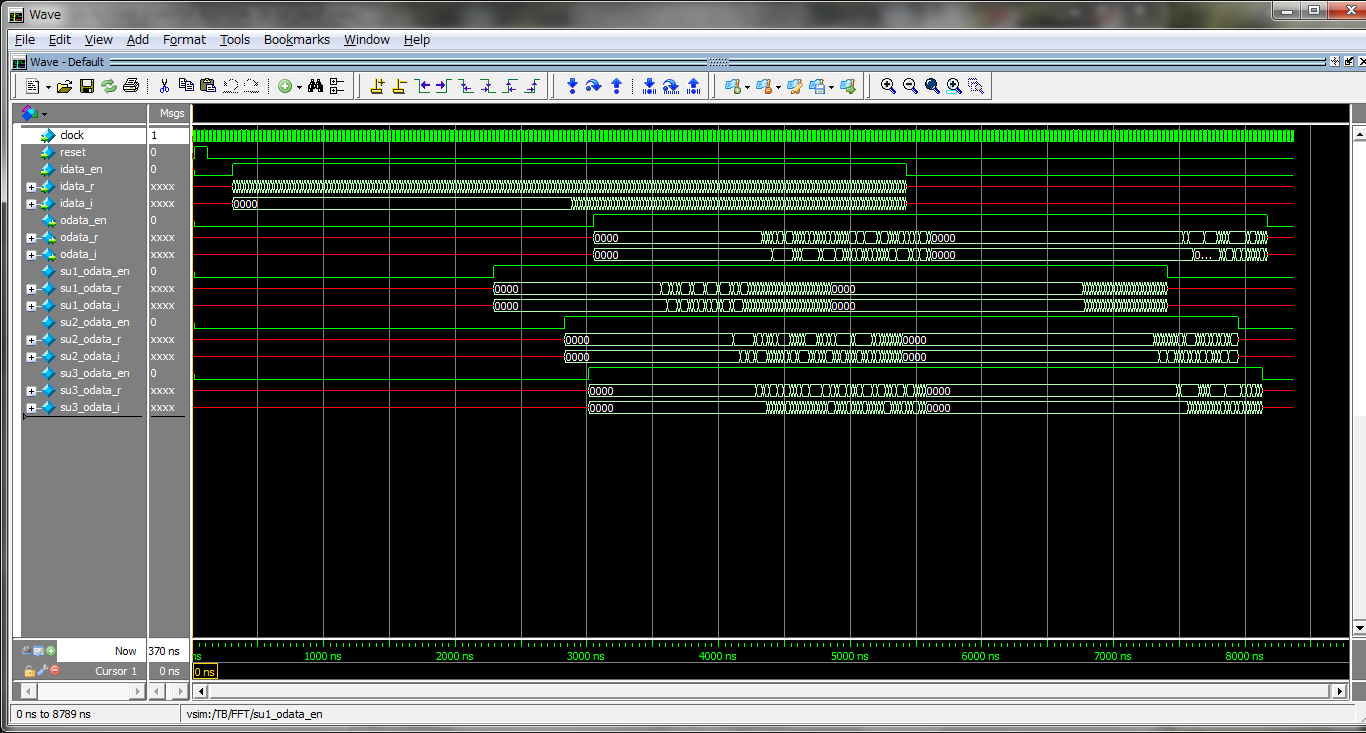 Wave
File Edit View Add Format Tools Bookmarks Window Help
Wave - Default
Msgs
clock 1
reset 0
idata_en 0
idata_r xxxx
idata_i xxxx 0000
odata_en 0
odata_r xxxx 0000 0000
odata_i xxxx 0000 0000 0...
su1_odata_en 0
su1_odata_r xxxx 0000 0000
su1_odata_i xxxx 0000 0000
su2_odata_en 0
su2_odata_r xxxx 0000 0000
su2_odata_i xxxx 0000 0000
su3_odata_en 0
su3_odata_r xxxx 0000 0000
su3_odata_i xxxx 0000 0000
Now 370 ns ns 1000 ns 2000 ns 3000 ns 4000 ns 5000 ns 6000 ns 7000 ns 8000 ns
Cursor 1 0 ns 0 ns
0 ns to 8789 ns vsim:/TB/FFT/su1_odata_en